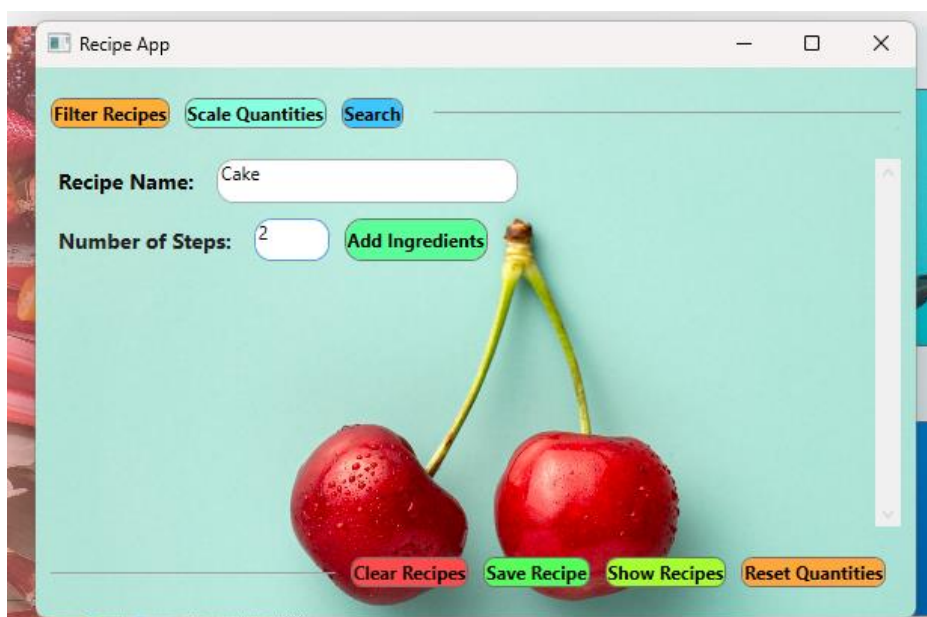 Recipe App
Filter Recipes Scale Quantities Search
Recipe Name: Cake
Number of Steps: 2 Add Ingredients
Clear Recipes Save Recipe Show Recipes Reset Quantities